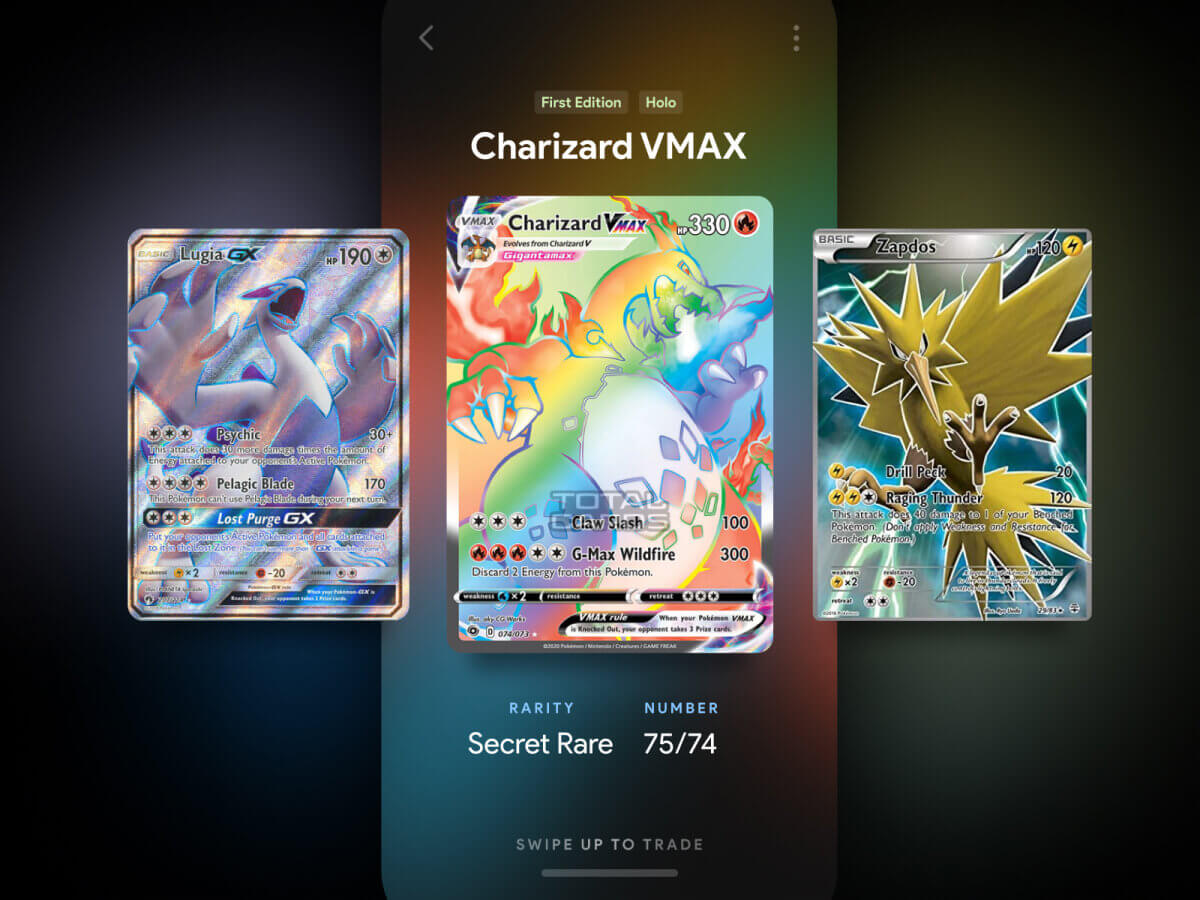 First Edition Holo
Charizard VMAX
BASIC Lugia GX HP 190
Psychic 30+
This attack does 30 more damage times the amount of
Energy attached to your opponent's Active Pokémon.
Pelagic Blade 170
This Pokémon can't use Pelagic Blade during your next turn.
Lost Purge GX
Put your opponent's Active Pokémon and all cards attached
to it in the Lost Zone.
weakness ×2 resistance -20 retreat
When your Pokémon-GX is
Knocked Out, your opponent takes 2 Prize cards.
VMAX Charizard VMAX HP 330
Evolves from Charizard V
Gigantamax
TOTAL
CARDS
Claw Slash 100
G-Max Wildfire 300
Discard 2 Energy from this Pokémon.
weakness ×2 resistance retreat
VMAX rule When your Pokémon VMAX
is Knocked Out, your opponent takes 3 Prize cards.
Illus. aky CG Works
D 074/073
©2020 Pokémon / Nintendo / Creatures / GAME FREAK
BASIC Zapdos HP 120
Drill Peck 20
Raging Thunder 120
This attack does 40 damage to 1 of your Benched
Pokémon. (Don't apply Weakness and Resistance for
Benched Pokémon.)
weakness resistance
×2 -20
retreat
Illus. Ryo Ueda 29/83
RARITY NUMBER
Secret Rare 75/74
SWIPE UP TO TRADE